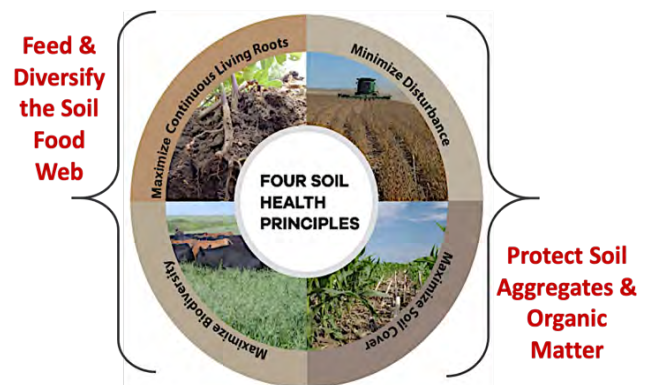 Feed &
Diversify
the Soil
Food
Web
Maximize Continuous Living Roots
Minimize Disturbance
FOUR SOIL
HEALTH
PRINCIPLES
Maximize Biodiversity
Maximize Soil Cover
Protect Soil
Aggregates &
Organic
Matter